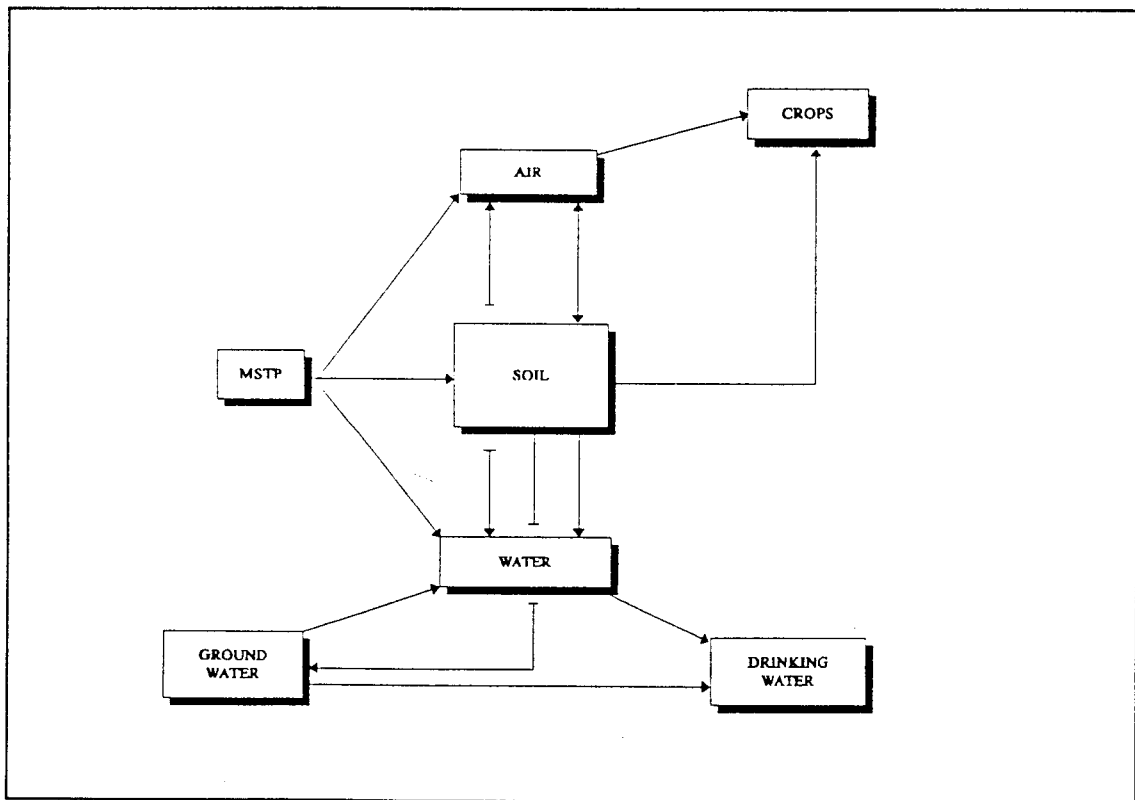 CROPS
AIR
MSTP
SOIL
WATER
GROUND
WATER
DRINKING
WATER